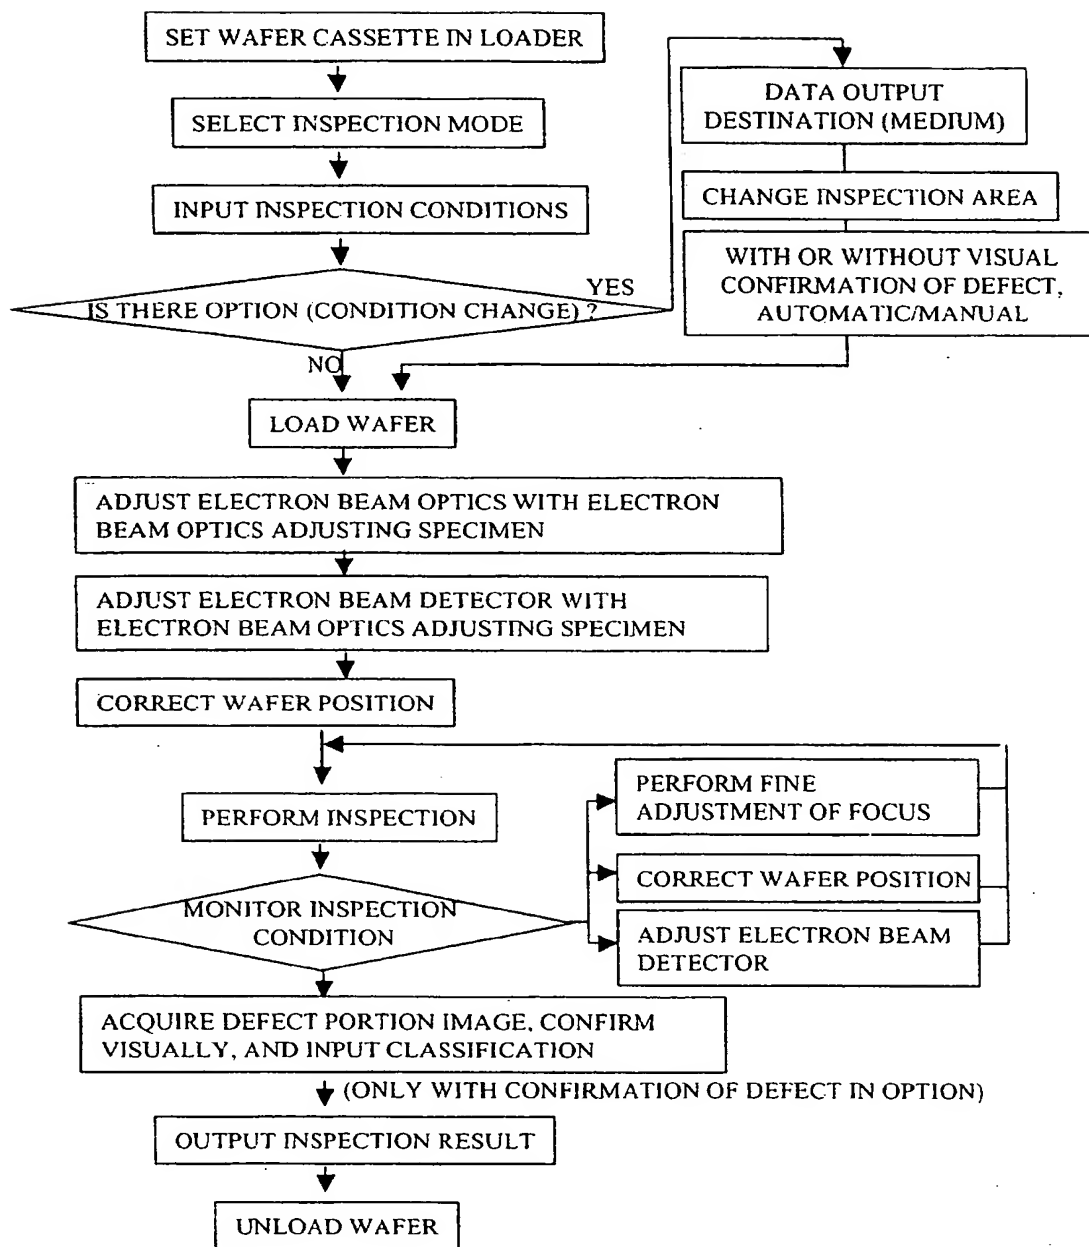 SET WAFER CASSETTE IN LOADER
SELECT INSPECTION MODE
INPUT INSPECTION CONDITIONS
IS THERE OPTION (CONDITION CHANGE) ?
YES
NO
DATA OUTPUT
DESTINATION (MEDIUM)
CHANGE INSPECTION AREA
WITH OR WITHOUT VISUAL
CONFIRMATION OF DEFECT,
AUTOMATIC/MANUAL
LOAD WAFER
ADJUST ELECTRON BEAM OPTICS WITH ELECTRON
BEAM OPTICS ADJUSTING SPECIMEN
ADJUST ELECTRON BEAM DETECTOR WITH
ELECTRON BEAM OPTICS ADJUSTING SPECIMEN
CORRECT WAFER POSITION
PERFORM INSPECTION
MONITOR INSPECTION
CONDITION
PERFORM FINE
ADJUSTMENT OF FOCUS
CORRECT WAFER POSITION
ADJUST ELECTRON BEAM
DETECTOR
ACQUIRE DEFECT PORTION IMAGE, CONFIRM
VISUALLY, AND INPUT CLASSIFICATION
(ONLY WITH CONFIRMATION OF DEFECT IN OPTION)
OUTPUT INSPECTION RESULT
UNLOAD WAFER